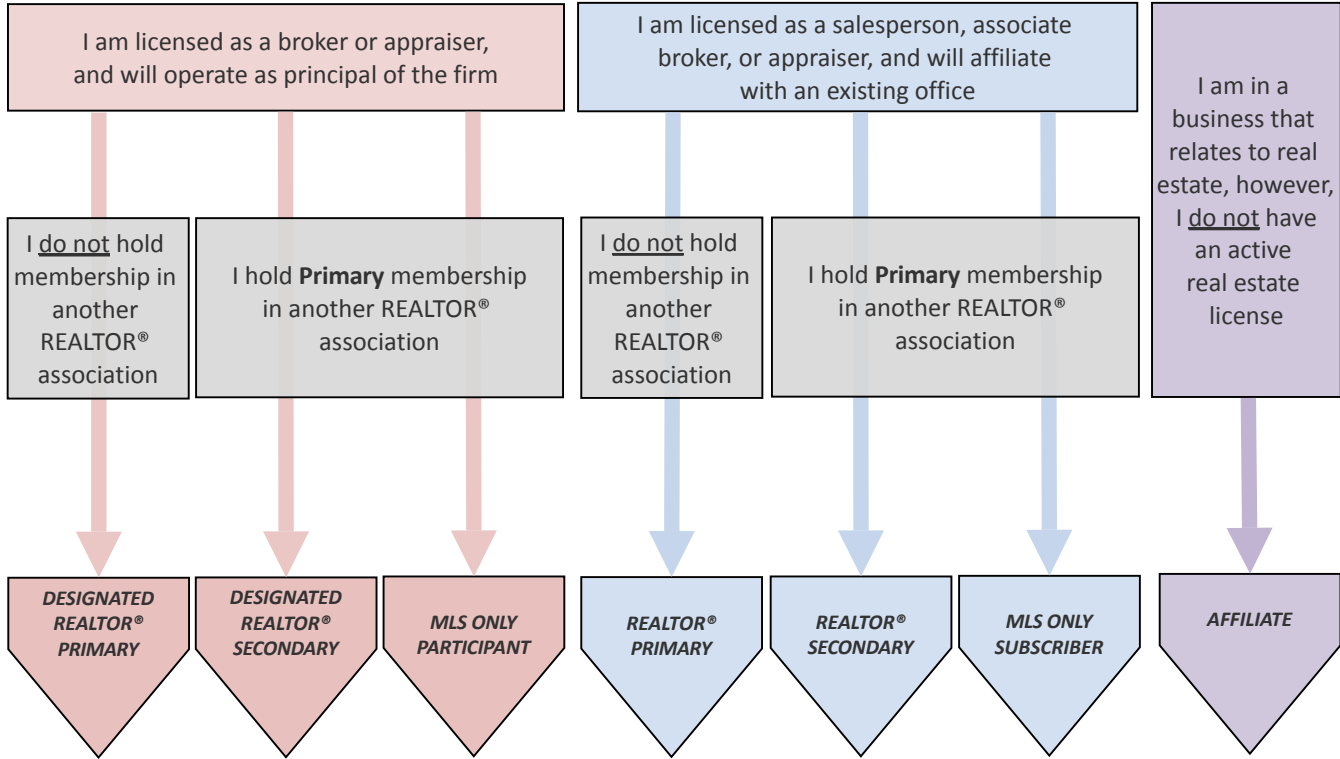 I am licensed as a broker or appraiser,
and will operate as principal of the firm
I am licensed as a salesperson, associate
broker, or appraiser, and will affiliate
with an existing office
I am in a
business that
relates to real
estate, however,
I do not have
an active
real estate
license
I do not hold
membership in
another
REALTOR®
association
I hold Primary membership
in another REALTOR®
association
I do not hold
membership in
another
REALTOR®
association
I hold Primary membership
in another REALTOR®
association
DESIGNATED
REALTOR®
PRIMARY
DESIGNATED
REALTOR®
SECONDARY
MLS ONLY
PARTICIPANT
REALTOR®
PRIMARY
REALTOR®
SECONDARY
MLS ONLY
SUBSCRIBER
AFFILIATE